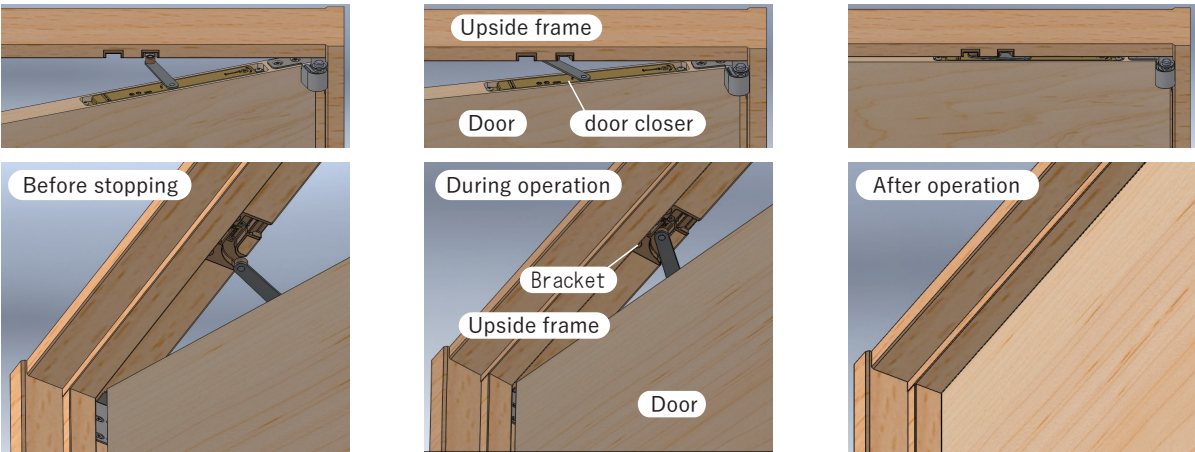 Upside frame
Door
door closer
Before stopping
During operation
Bracket
Upside frame
Door
After operation